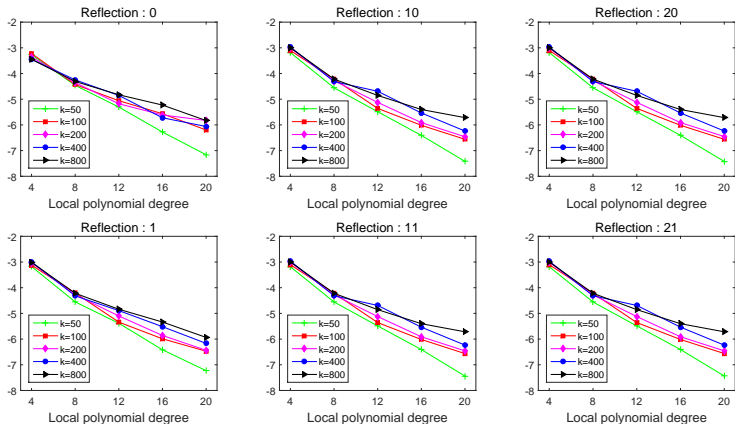 Reflection : 0
-2
-3
-4
-5
-6
-7
-8
k=50
k=100
k=200
k=400
k=800
4 8 12 16 20
Local polynomial degree
Reflection : 10
-2
-3
-4
-5
-6
-7
-8
k=50
k=100
k=200
k=400
k=800
4 8 12 16 20
Local polynomial degree
Reflection : 20
-2
-3
-4
-5
-6
-7
-8
k=50
k=100
k=200
k=400
k=800
4 8 12 16 20
Local polynomial degree
Reflection : 1
-2
-3
-4
-5
-6
-7
-8
k=50
k=100
k=200
k=400
k=800
4 8 12 16 20
Local polynomial degree
Reflection : 11
-2
-3
-4
-5
-6
-7
-8
k=50
k=100
k=200
k=400
k=800
4 8 12 16 20
Local polynomial degree
Reflection : 21
-2
-3
-4
-5
-6
-7
-8
k=50
k=100
k=200
k=400
k=800
4 8 12 16 20
Local polynomial degree